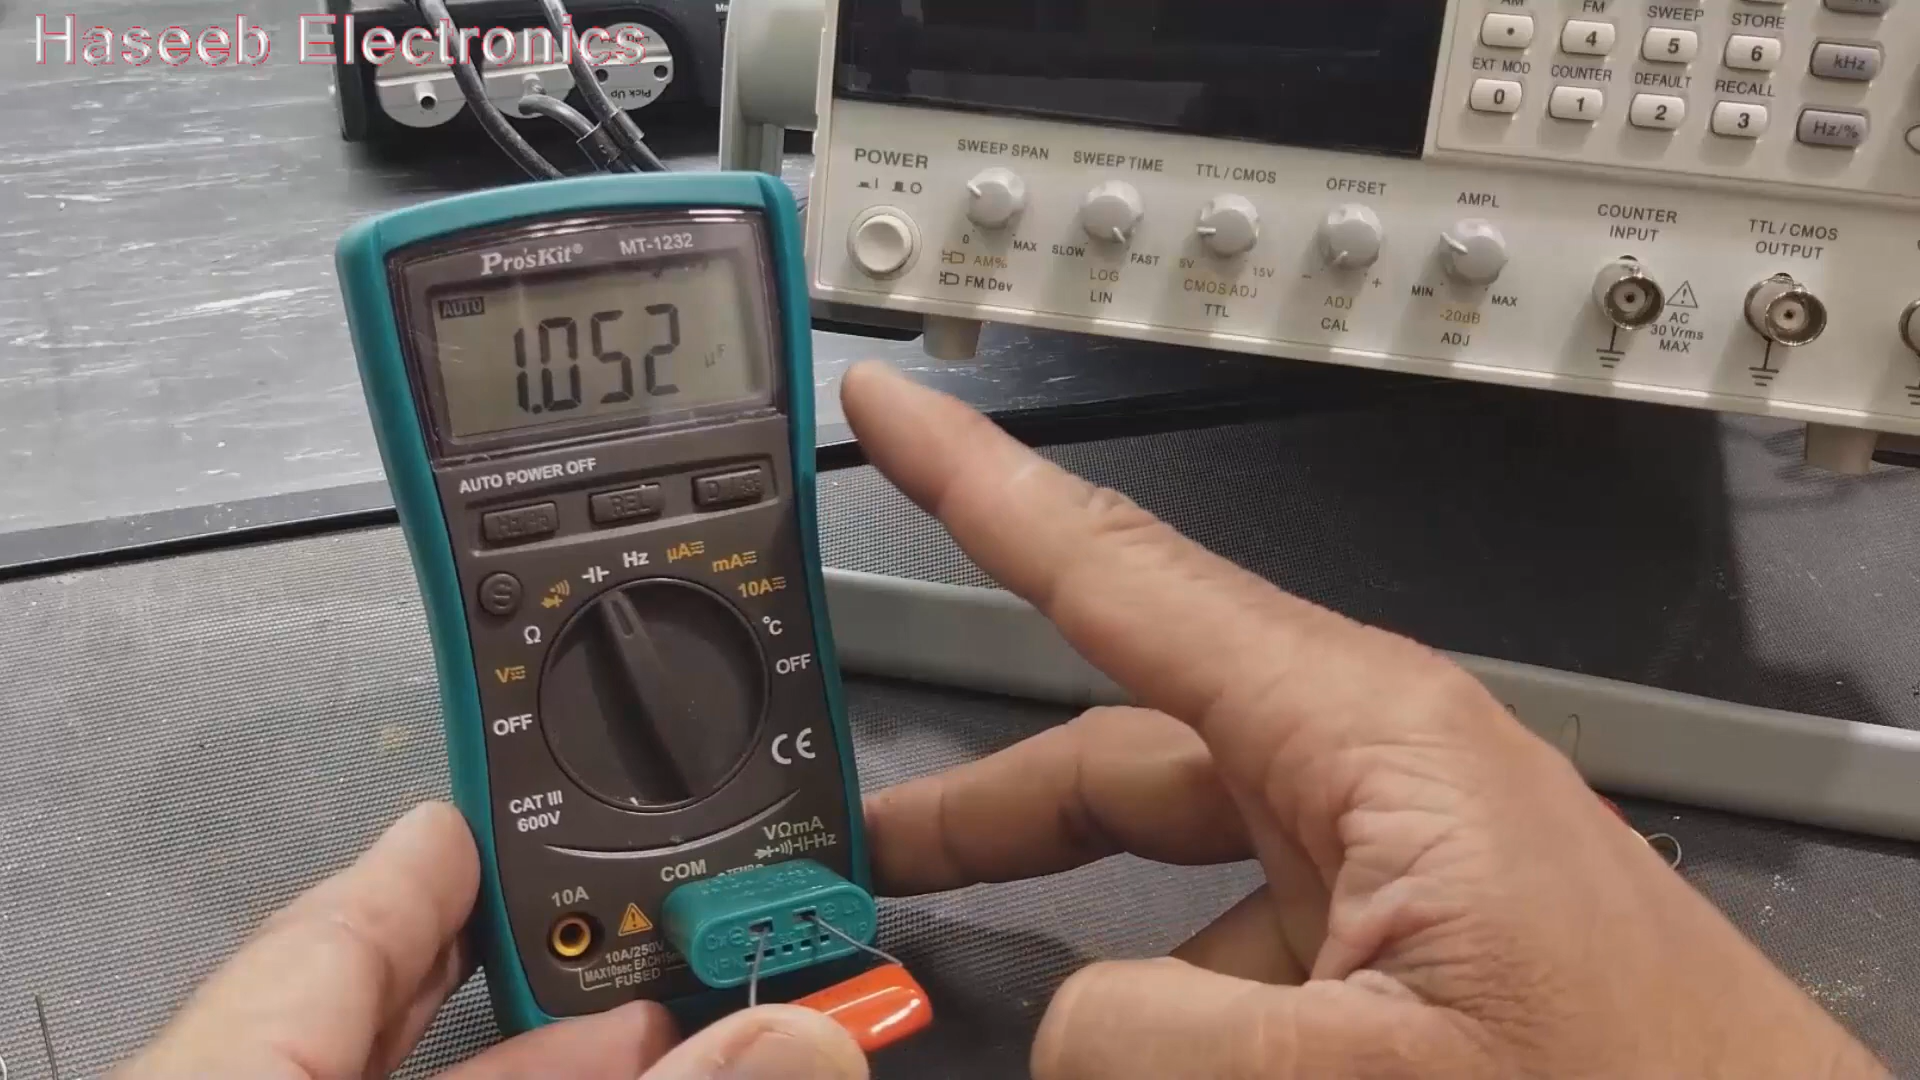 Haseeb Electronics
Pick Up
AM
FM
SWEEP
STORE
4
5
6
kHz
EXT MOD
COUNTER
DEFAULT
RECALL
0
1
2
3
Hz/%
POWER
SWEEP SPAN
SWEEP TIME
TTL / CMOS
OFFSET
AMPL
COUNTER
INPUT
TTL / CMOS
OUTPUT
0
MAX
SLOW
FAST
5V
15V
−
+
MIN
MAX
AM%
FM Dev
LOG
LIN
CMOS ADJ
TTL
ADJ
CAL
-20dB
ADJ
AC
30 Vrms
MAX
Pro'sKit®
MT-1232
AUTO
1.052
µF
AUTO POWER OFF
REL
S
Hz
µA
mA
10A
°C
OFF
Ω
V
OFF
CAT III
600V
CE
VΩmA
Hz
COM
10A
10A/250V
FUSED